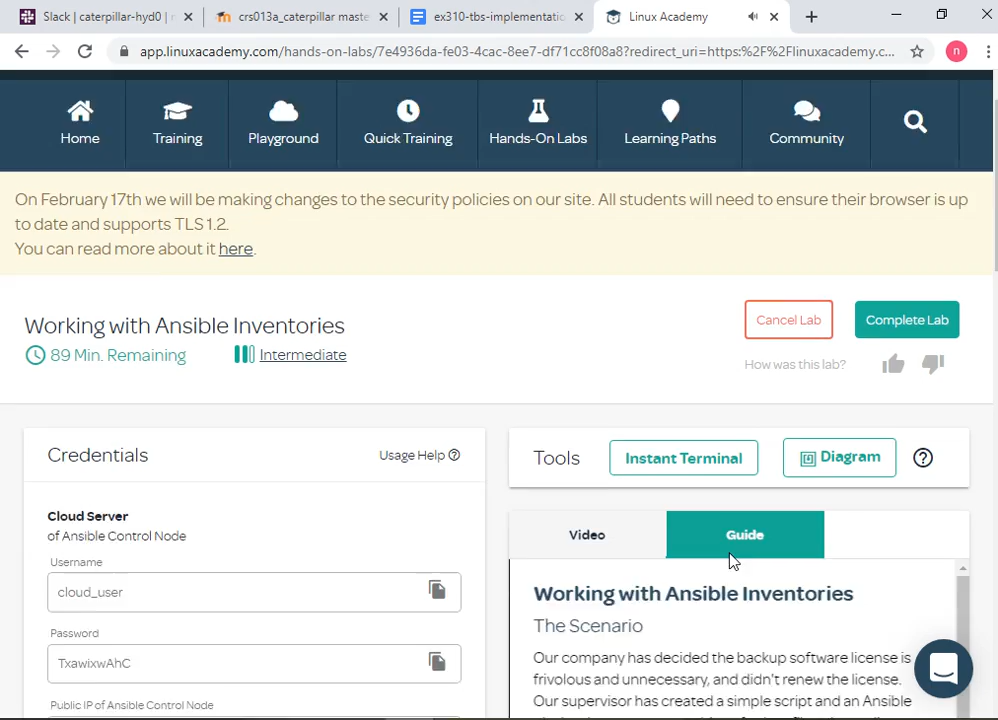 Slack | caterpillar-hyd0 |
crs013a_caterpillar maste
ex310-tbs-implementatio
Linux Academy
app.linuxacademy.com/hands-on-labs/7e4936da-fe03-4cac-8ee7-df71cc8f08a8?redirect_uri=https:%2F%2Flinuxacademy.c...
n
Home
Training
Playground
Quick Training
Hands-On Labs
Learning Paths
Community
On February 17th we will be making changes to the security policies on our site. All students will need to ensure their browser is up
to date and supports TLS 1.2.
You can read more about it here.
Working with Ansible Inventories
Cancel Lab
Complete Lab
89 Min. Remaining
Intermediate
How was this lab?
Credentials
Usage Help
Tools
Instant Terminal
Diagram
Cloud Server
of Ansible Control Node
Username
cloud_user
Password
TxawixwAhC
Public IP of Ansible Control Node
Video
Guide
Working with Ansible Inventories
The Scenario
Our company has decided the backup software license is
frivolous and unnecessary, and didn't renew the license.
Our supervisor has created a simple script and an Ansible